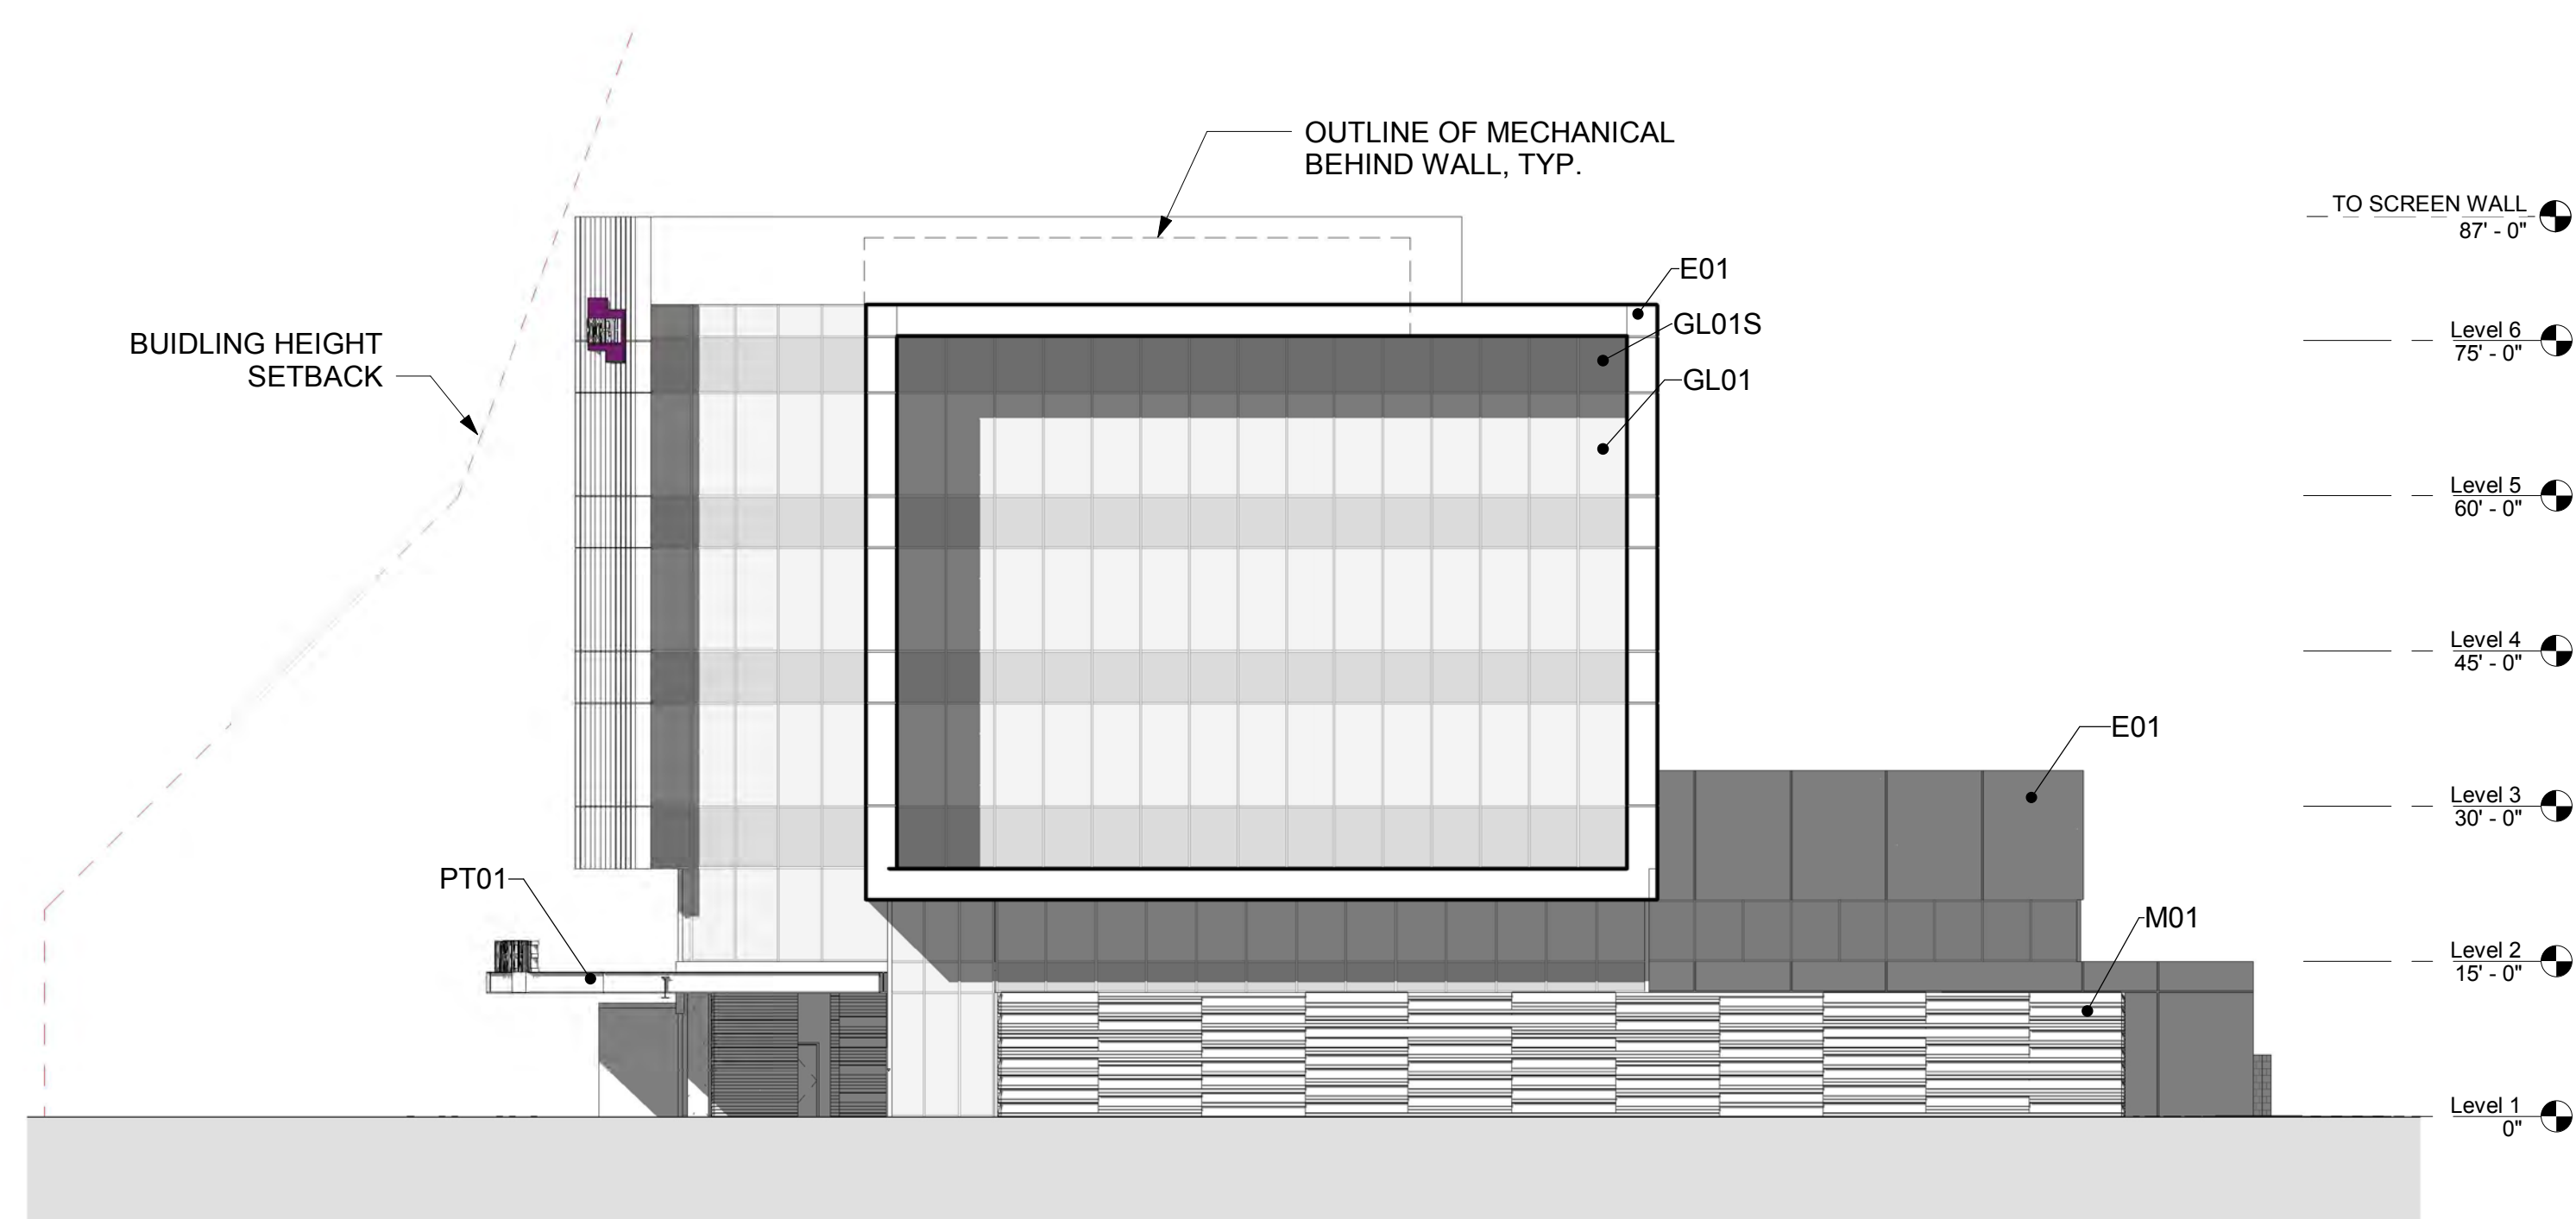 OUTLINE OF MECHANICAL
BEHIND WALL, TYP.
TO SCREEN WALL
87' - 0"
E01
GL01S
GL01
BUIDLING HEIGHT
SETBACK
Level 6
75' - 0"
Level 5
60' - 0"
Level 4
45' - 0"
E01
Level 3
30' - 0"
PT01
M01
Level 2
15' - 0"
Level 1
0"